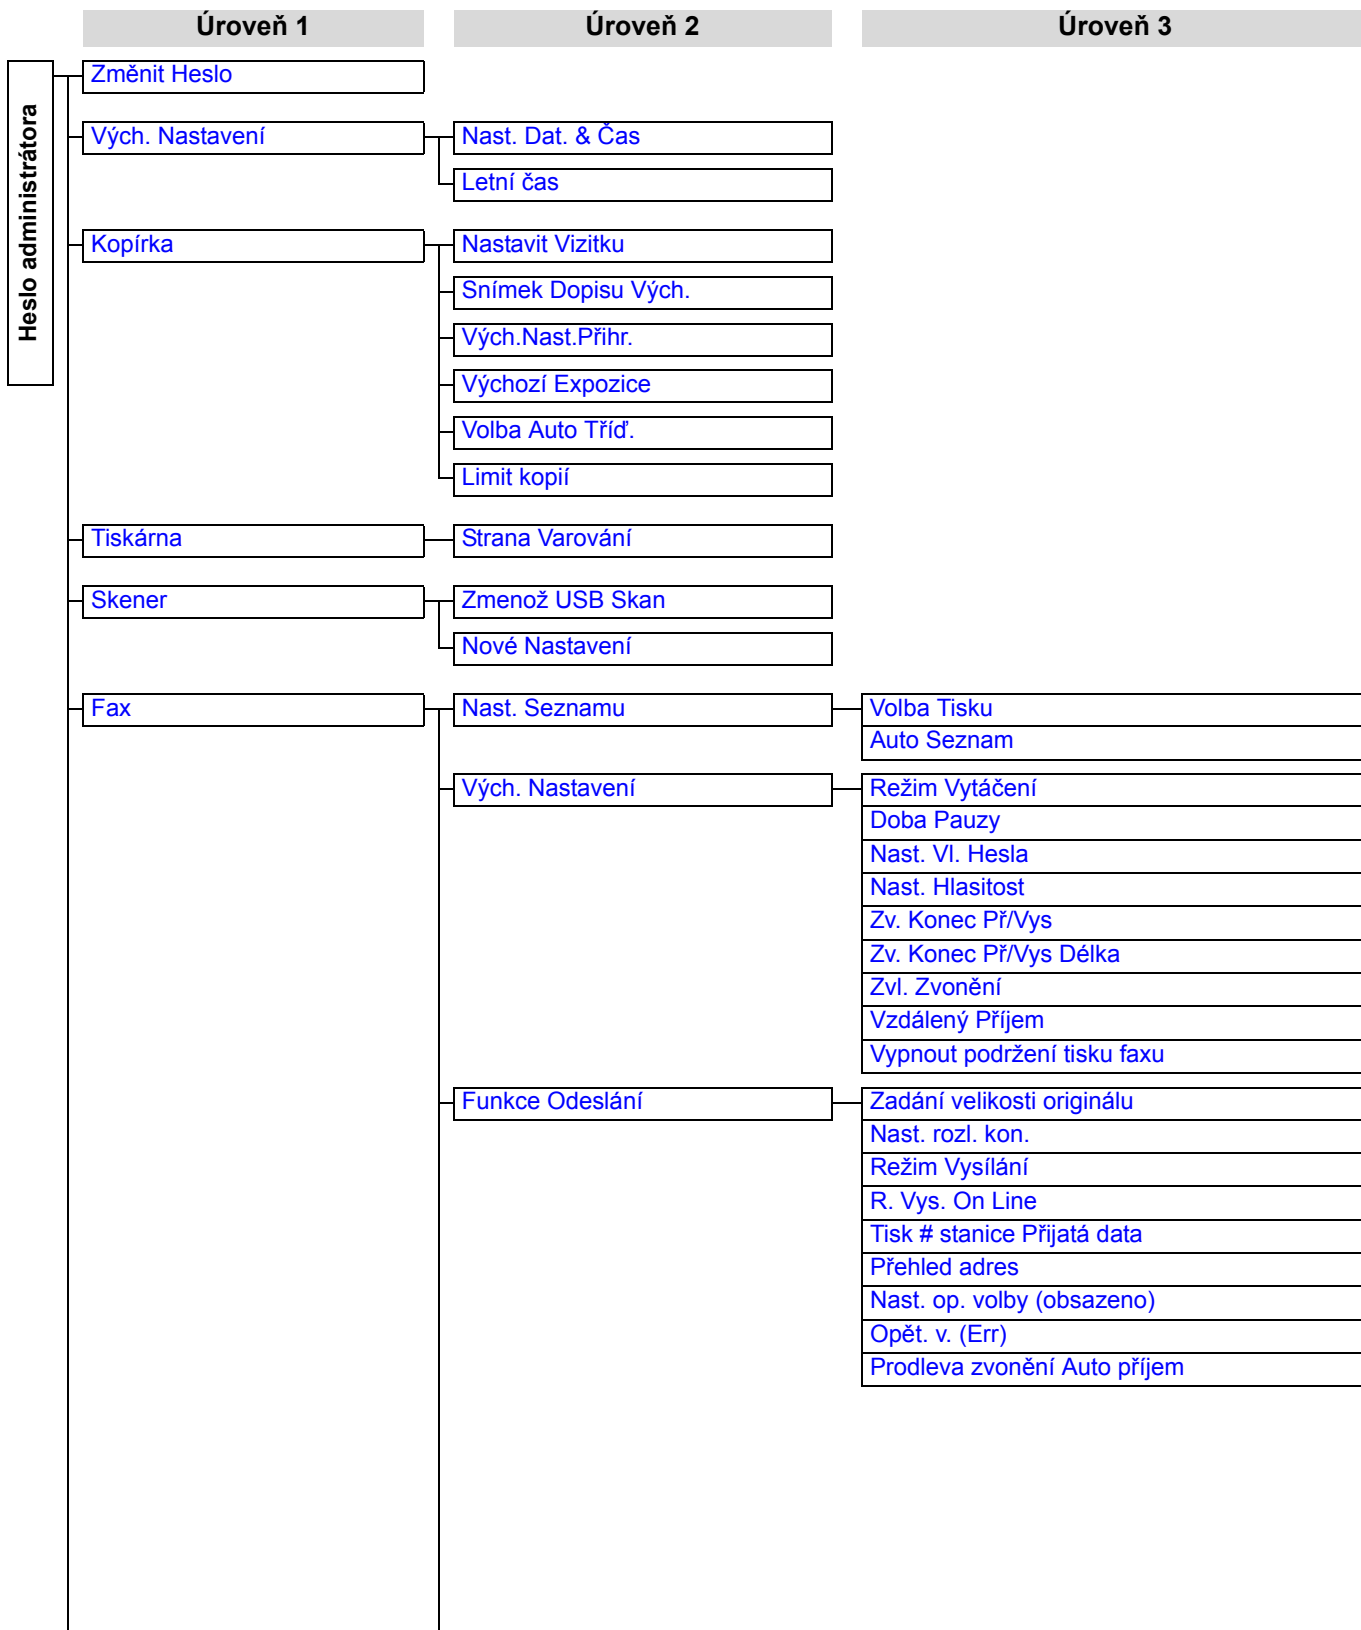 Úroveň 1
Úroveň 2
Úroveň 3
Heslo administrátora
Změnit Heslo
Vých. Nastavení
Nast. Dat. & Čas
Letní čas
Kopírka
Nastavit Vizitku
Snímek Dopisu Vých.
Vých.Nast.Přihr.
Výchozí Expozice
Volba Auto Tříď.
Limit kopií
Tiskárna
Strana Varování
Skener
Zmenož USB Skan
Nové Nastavení
Fax
Nast. Seznamu
Volba Tisku
Auto Seznam
Vých. Nastavení
Režim Vytáčení
Doba Pauzy
Nast. Vl. Hesla
Nast. Hlasitost
Zv. Konec Př/Vys
Zv. Konec Př/Vys Délka
Zvl. Zvonění
Vzdálený Příjem
Vypnout podržení tisku faxu
Funkce Odeslání
Zadání velikosti originálu
Nast. rozl. kon.
Režim Vysílání
R. Vys. On Line
Tisk # stanice Přijatá data
Přehled adres
Nast. op. volby (obsazeno)
Opět. v. (Err)
Prodleva zvonění Auto příjem